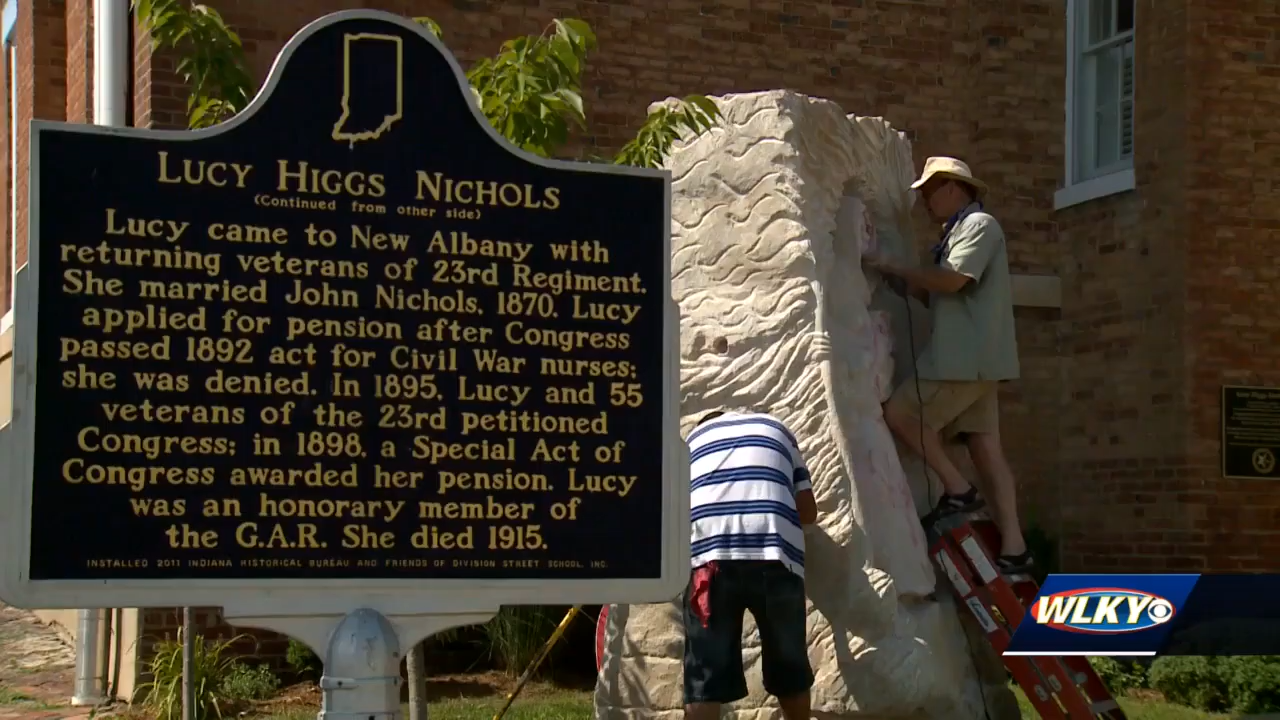 LUCY HIGGS NICHOLS
(Continued from other side)
Lucy came to New Albany with
returning veterans of 23rd Regiment.
She married John Nichols, 1870. Lucy
applied for pension after Congress
passed 1892 act for Civil War nurses;
she was denied. In 1895, Lucy and 55
veterans of the 23rd petitioned
Congress; in 1898, a Special Act of
Congress awarded her pension. Lucy
was an honorary member of
the G.A.R. She died 1915.
INSTALLED 2011 INDIANA HISTORICAL BUREAU AND FRIENDS OF DIVISION STREET SCHOOL, INC.
WLKY